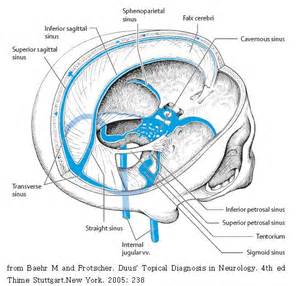 Sphenoparietal
sinus
Falx cerebri
Inferior sagittal
sinus
Cavernous sinus
Superior sagittal
sinus
Transverse
sinus
Straight sinus
Internal
jugular vv.
Inferior petrosal sinus
Superior petrosal sinus
Tentorium
Sigmoid sinus
from Baehr M and Frotscher. Duus' Topical Diagnosis in Neurology. 4th ed
Thime Stuttgart.New York. 2005: 238